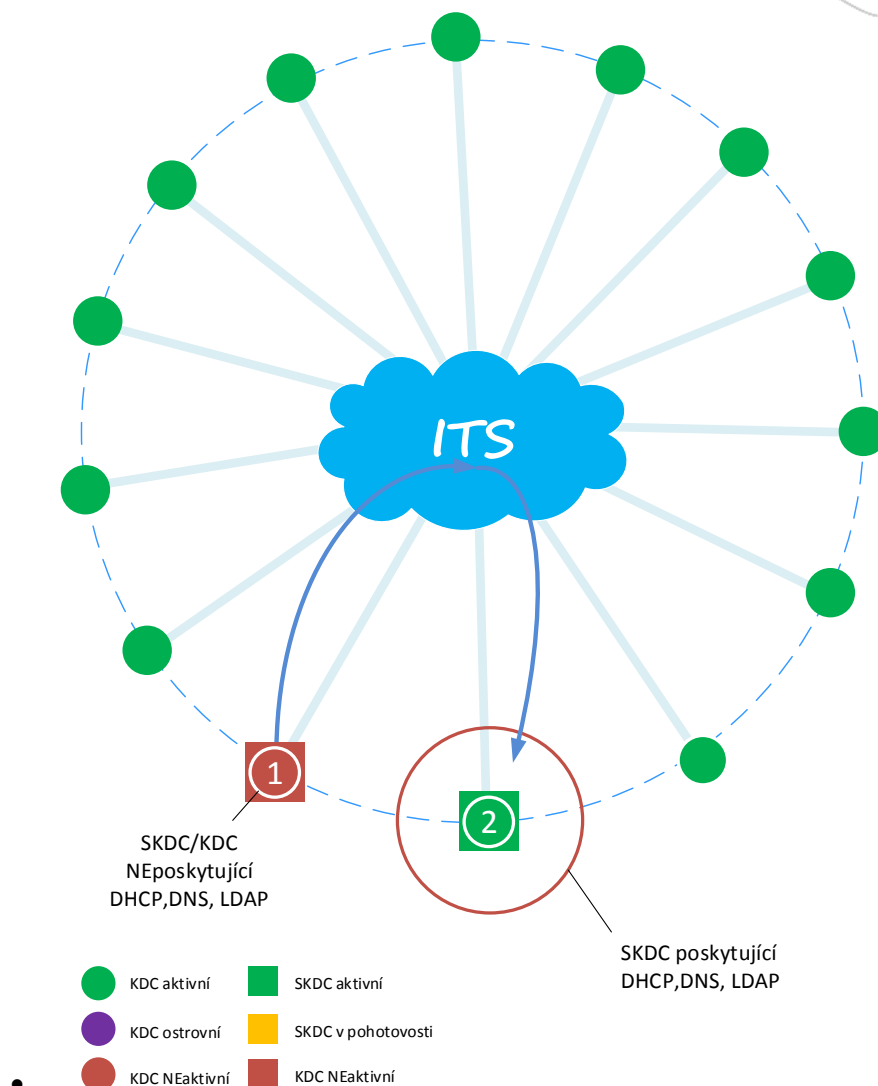 ITS
1
2
SKDC/KDC
NEposkytující
DHCP,DNS, LDAP
SKDC poskytující
DHCP,DNS, LDAP
KDC aktivní
SKDC aktivní
KDC ostrovní
SKDC v pohotovosti
KDC NEaktivní
KDC NEaktivní